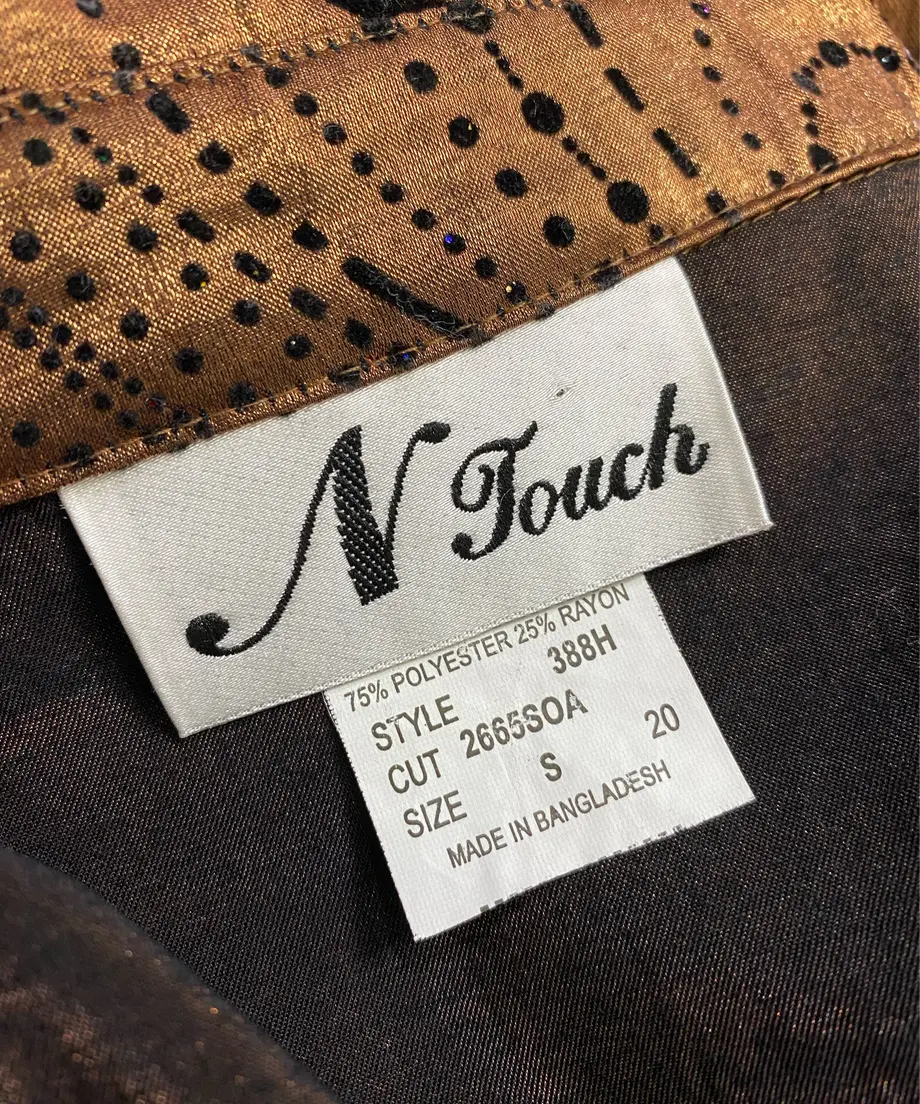 N Touch
75% POLYESTER 25% RAYON
STYLE 388H
CUT 2665SOA
SIZE S 20
MADE IN BANGLADESH